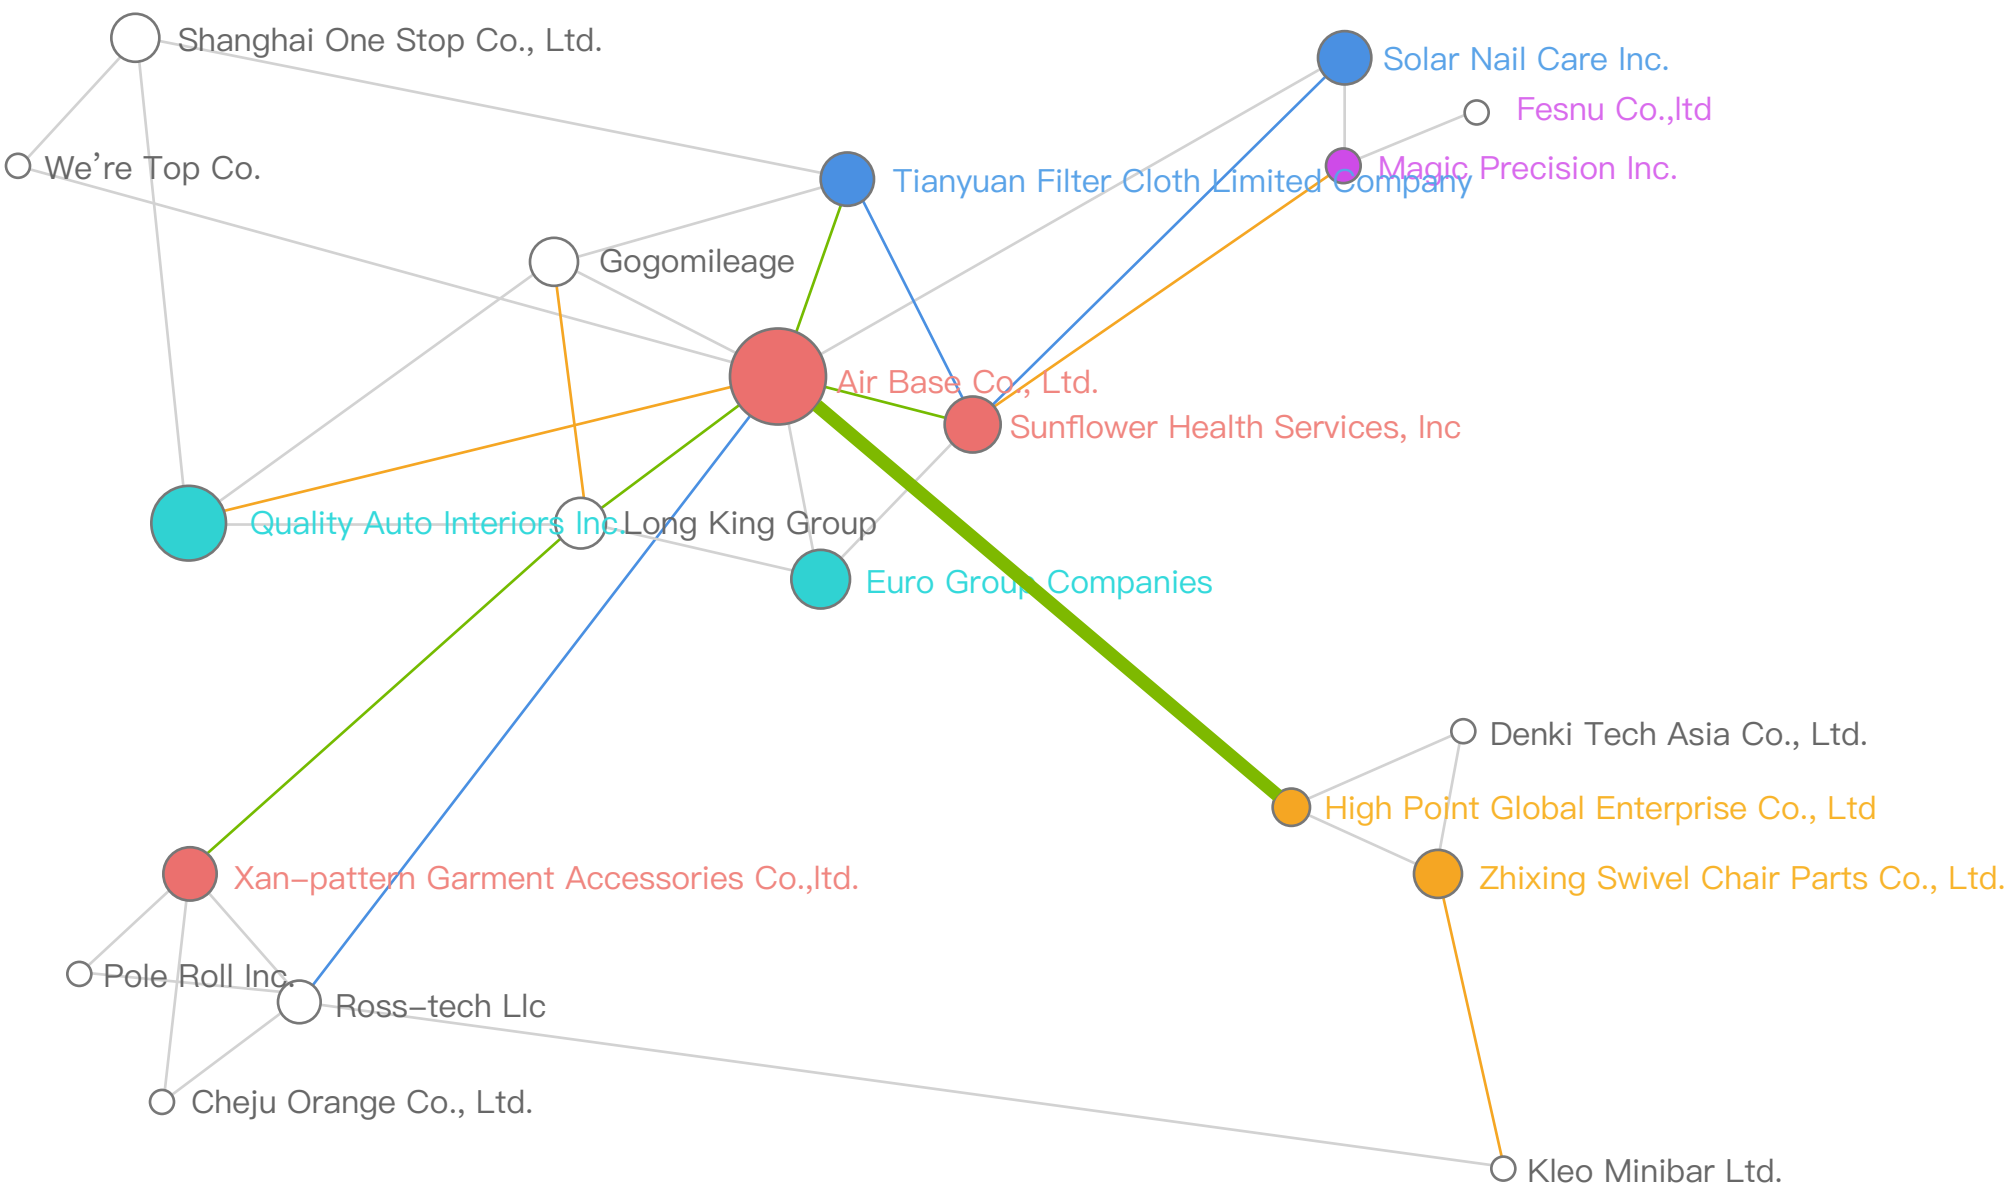 Shanghai One Stop Co., Ltd.
Solar Nail Care Inc.
Fesnu Co.,ltd
We’re Top Co.
Magic Precision Inc.
Tianyuan Filter Cloth Limited Company
Gogomileage
Air Base Co., Ltd.
Sunflower Health Services, Inc
Quality Auto Interiors Inc.
Long King Group
Euro Group Companies
Denki Tech Asia Co., Ltd.
High Point Global Enterprise Co., Ltd
Xan-pattern Garment Accessories Co.,ltd.
Zhixing Swivel Chair Parts Co., Ltd.
Pole Roll Inc.
Ross-tech Llc
Cheju Orange Co., Ltd.
Kleo Minibar Ltd.